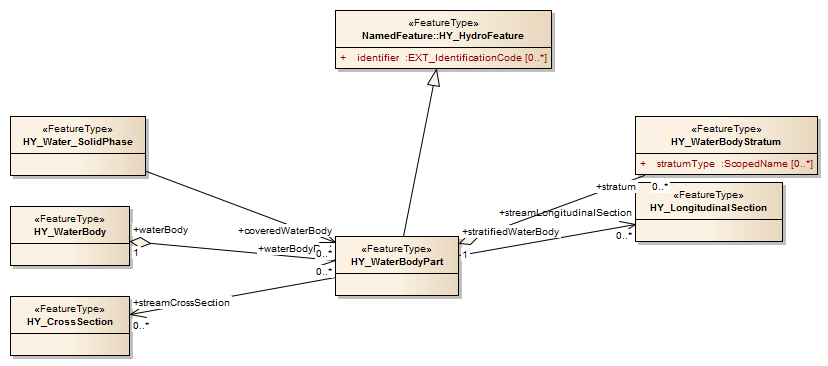 «FeatureType»
NamedFeature::HY_HydroFeature
+ identifier :EXT_IdentificationCode [0..*]
«FeatureType»
HY_Water_SolidPhase
«FeatureType»
HY_WaterBodyStratum
+ stratumType :ScopedName [0..*]
+stratum
0..*
«FeatureType»
HY_LongitudinalSection
+streamLongitudinalSection
0..*
«FeatureType»
HY_WaterBody
+waterBody
1
+coveredWaterBody
0..*
+stratifiedWaterBody
1
«FeatureType»
HY_WaterBodyPart
0..*
+streamCrossSection
0..*
«FeatureType»
HY_CrossSection